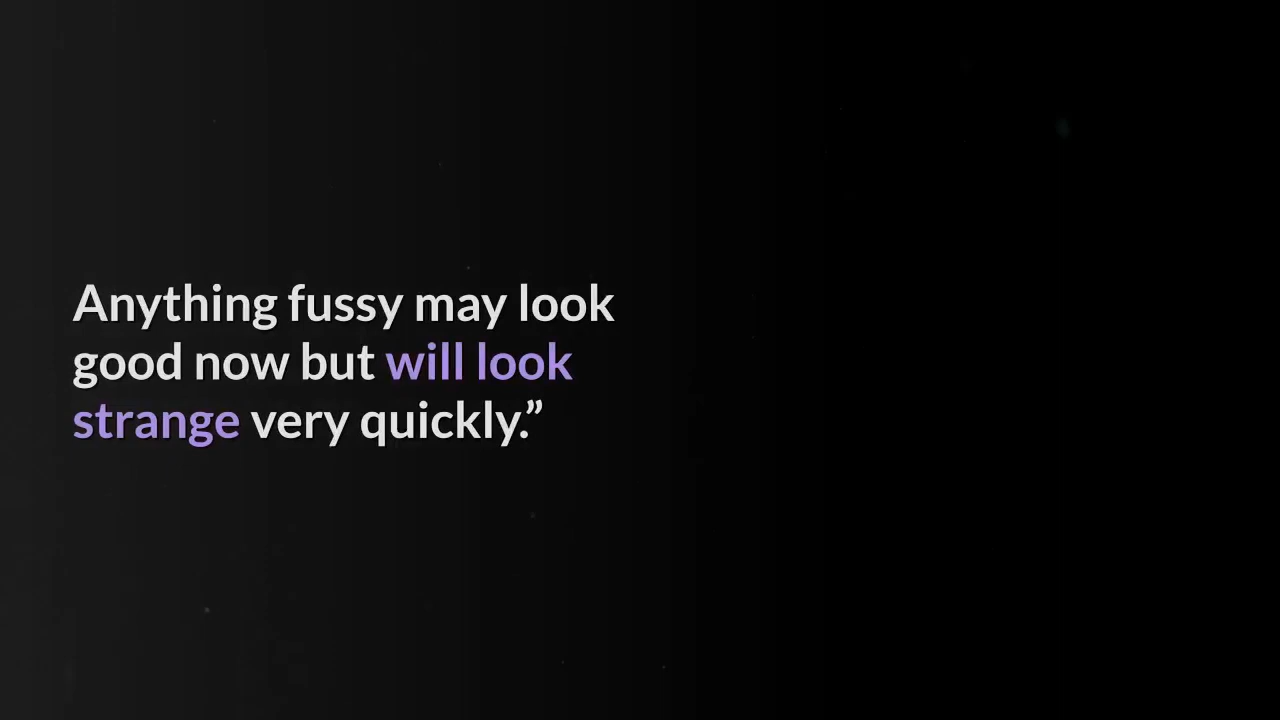 Anything fussy may look
good now but will look
strange very quickly.”